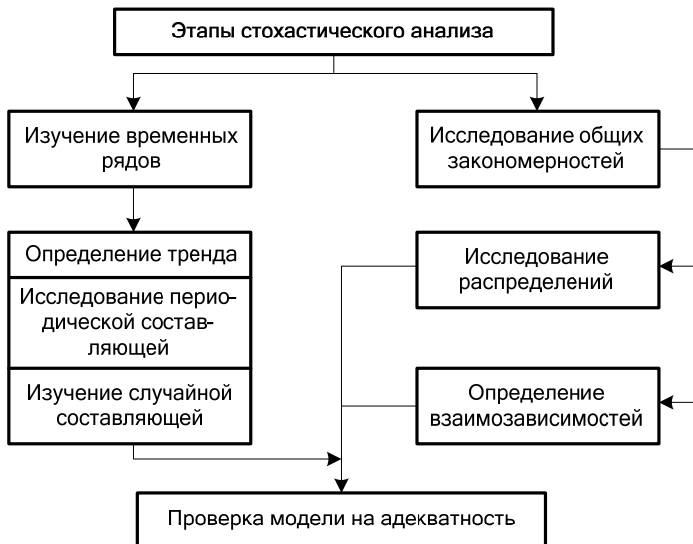 Этапы стохастического анализа
Изучение временных
рядов
Исследование общих
закономерностей
Определение тренда
Исследование перио-
дической состав-
ляющей
Изучение случайной
составляющей
Исследование
распределений
Определение
взаимозависимостей
Проверка модели на адекватность